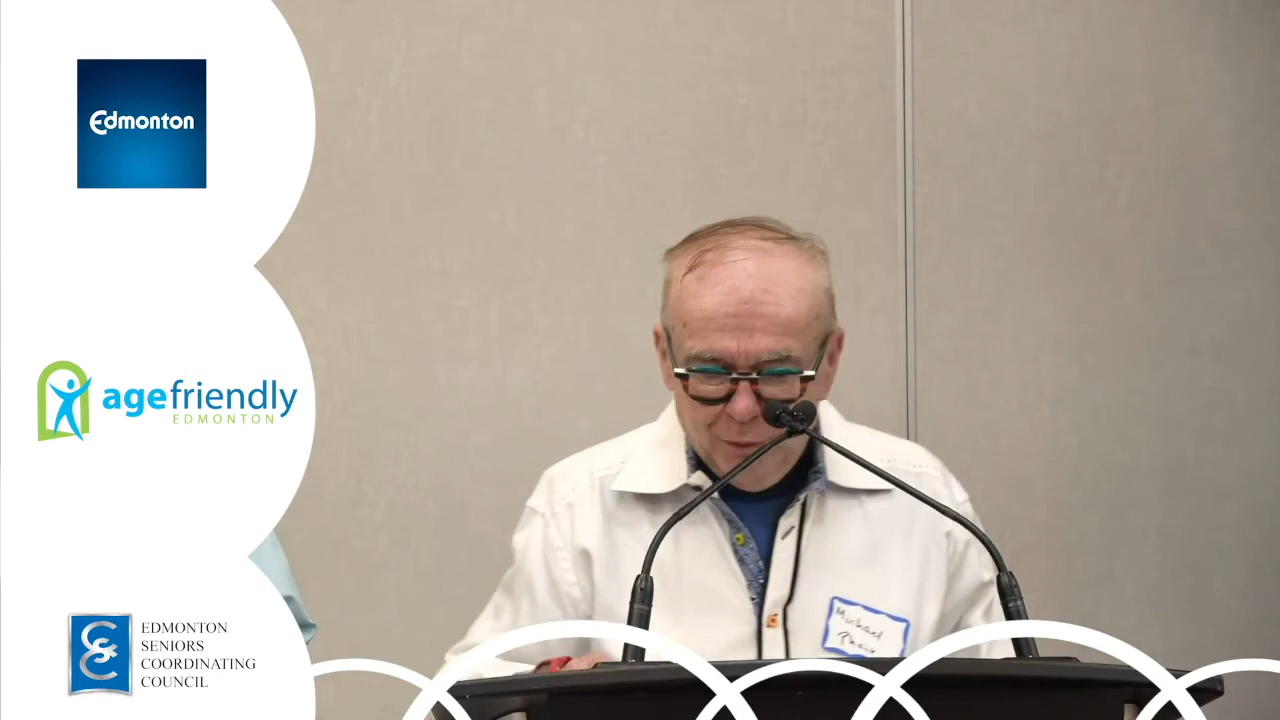 Edmonton
agefriendly
EDMONTON
EDMONTON
SENIORS
COORDINATING
COUNCIL
Michael